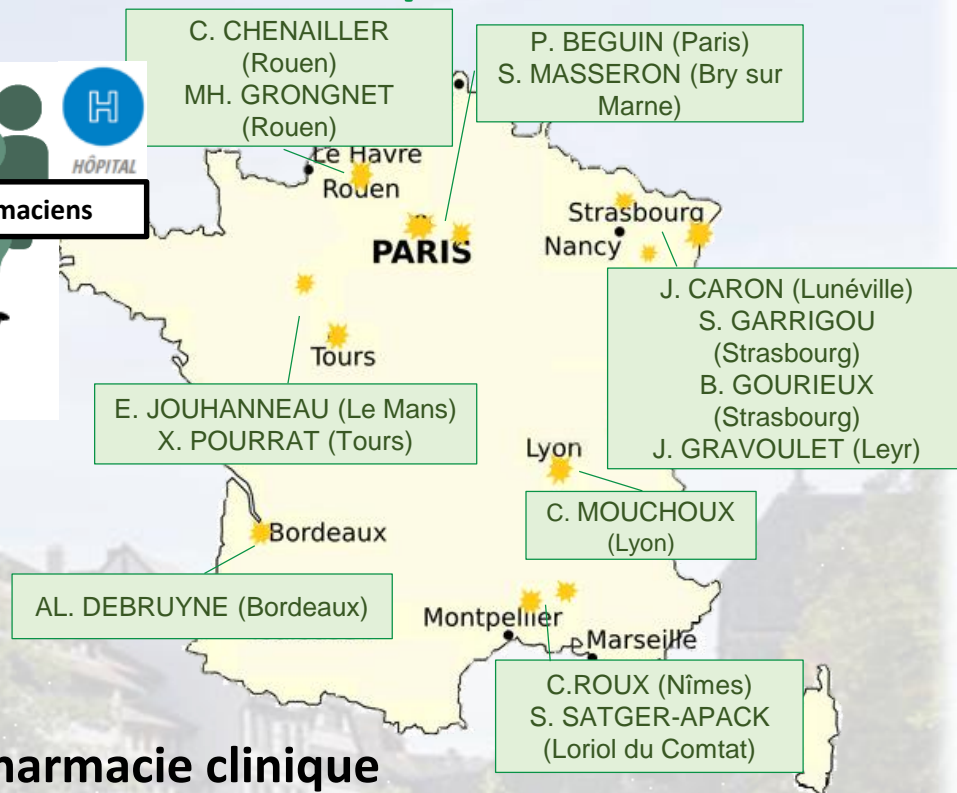 C. CHENAILLER
(Rouen)
MH. GRONGNET
(Rouen)
P. BEGUIN (Paris)
S. MASSERON (Bry sur
Marne)
HÔPITAL
maciens
Le Havre
Rouen
PARIS
Strasbourg
Nancy
Tours
J. CARON (Lunéville)
S. GARRIGOU
(Strasbourg)
B. GOURIEUX
(Strasbourg)
J. GRAVOULET (Leyr)
E. JOUHANNEAU (Le Mans)
X. POURRAT (Tours)
Lyon
C. MOUCHOUX
(Lyon)
Bordeaux
AL. DEBRUYNE (Bordeaux)
Montpellier
Marseille
C.ROUX (Nîmes)
S. SATGER-APACK
(Loriol du Comtat)
harmacie clinique